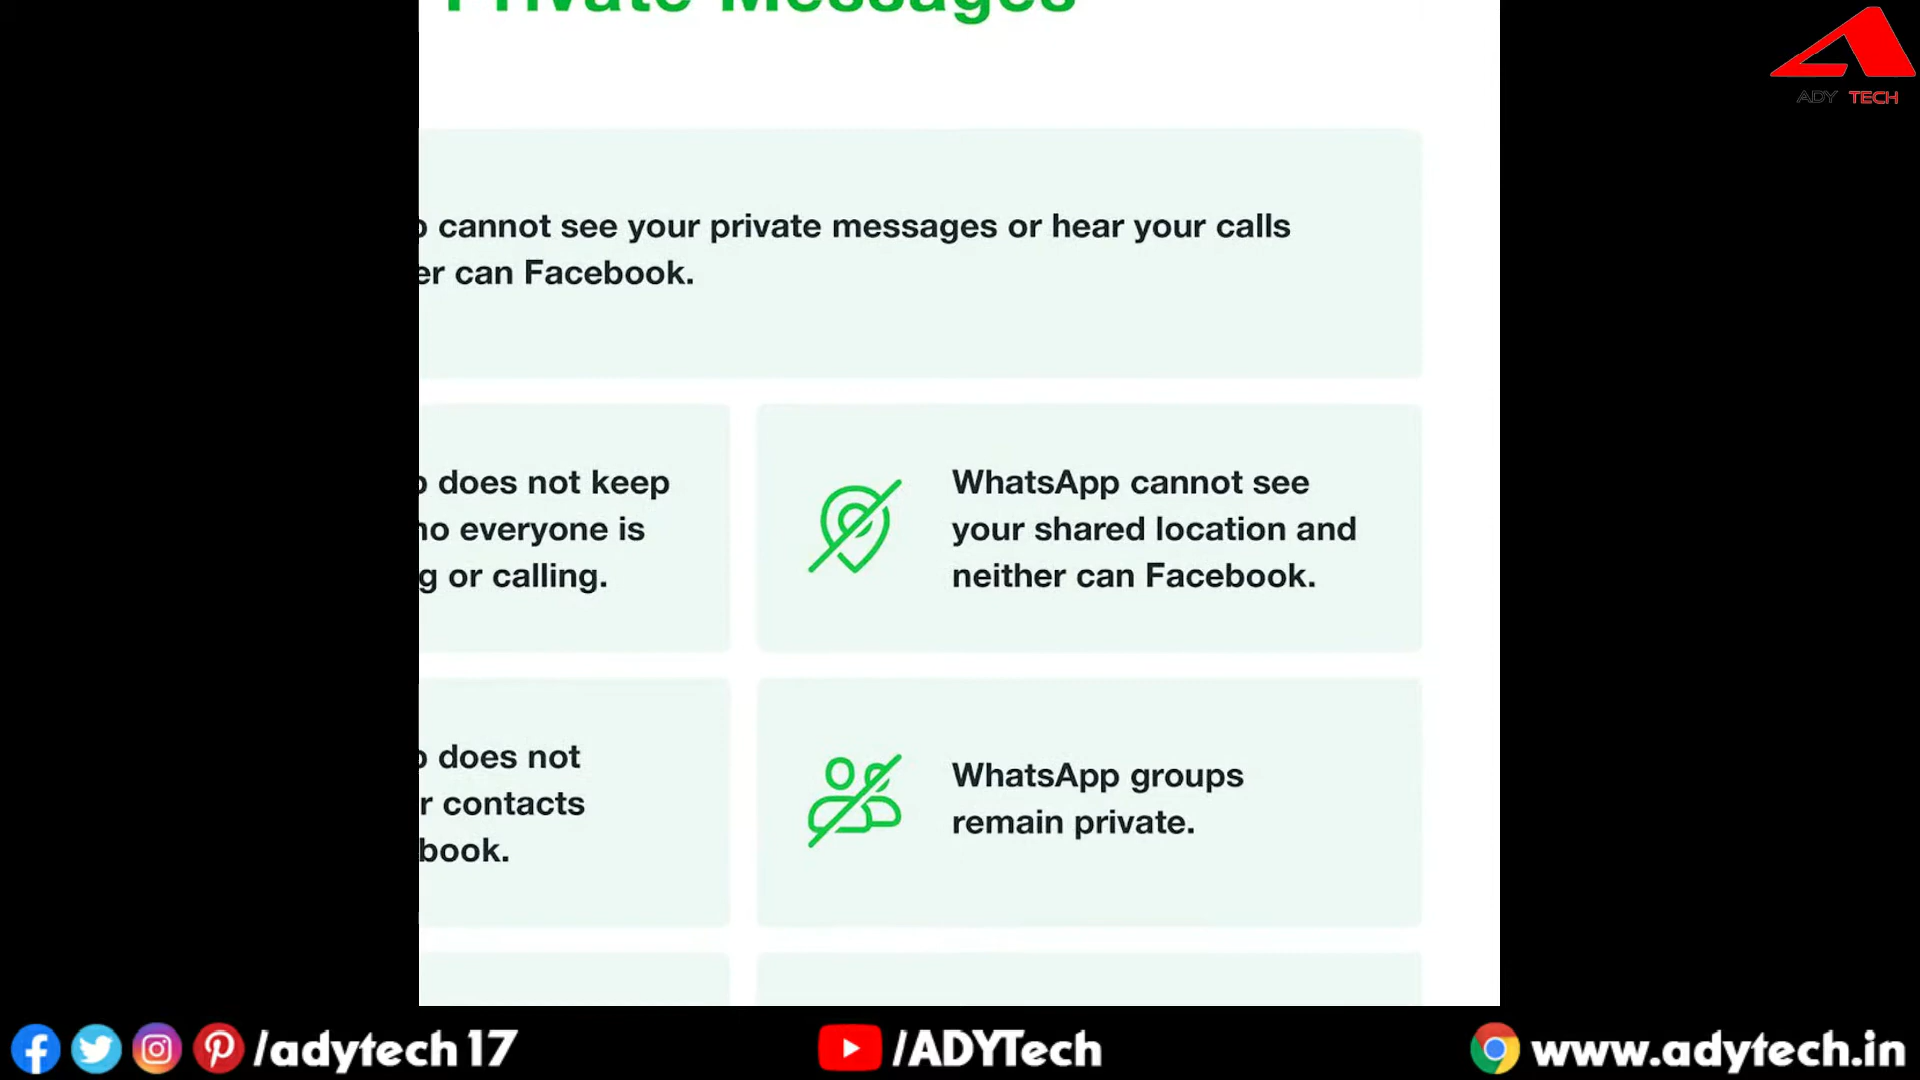 Private Messages
ADY TECH
cannot see your private messages or hear your calls
er can Facebook.
does not keep
no everyone is
g or calling.
WhatsApp cannot see
your shared location and
neither can Facebook.
does not
r contacts
book.
WhatsApp groups
remain private.
/adytech17
/ADYTech
www.adytech.in